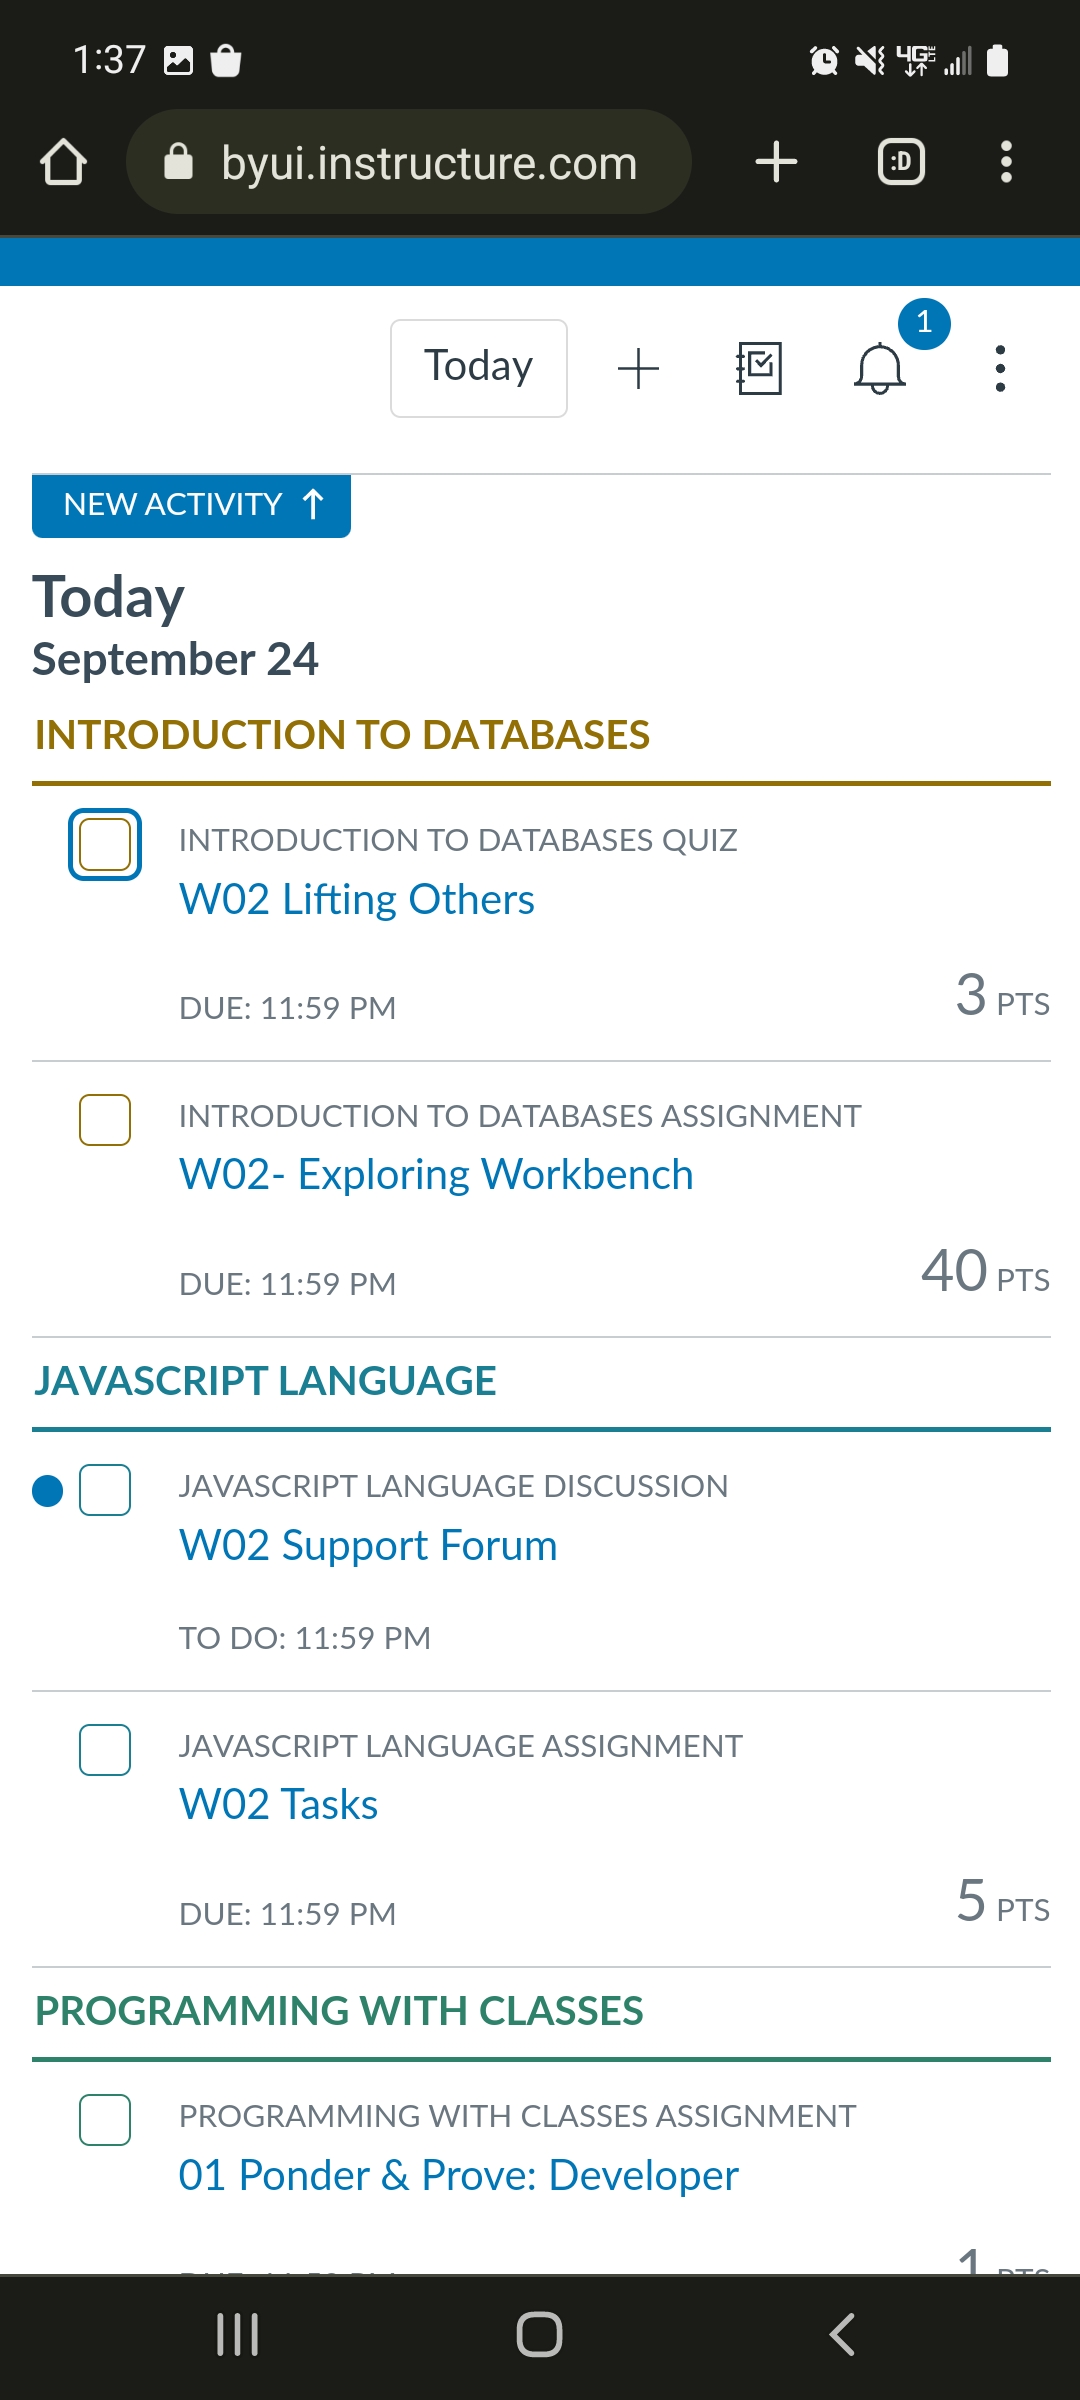 1:37
4G LTE
byui.instructure.com
:D
Today
1
NEW ACTIVITY
Today
September 24
INTRODUCTION TO DATABASES
INTRODUCTION TO DATABASES QUIZ
W02 Lifting Others
DUE: 11:59 PM
3 PTS
INTRODUCTION TO DATABASES ASSIGNMENT
W02- Exploring Workbench
DUE: 11:59 PM
40 PTS
JAVASCRIPT LANGUAGE
JAVASCRIPT LANGUAGE DISCUSSION
W02 Support Forum
TO DO: 11:59 PM
JAVASCRIPT LANGUAGE ASSIGNMENT
W02 Tasks
DUE: 11:59 PM
5 PTS
PROGRAMMING WITH CLASSES
PROGRAMMING WITH CLASSES ASSIGNMENT
01 Ponder & Prove: Developer
1 PTS